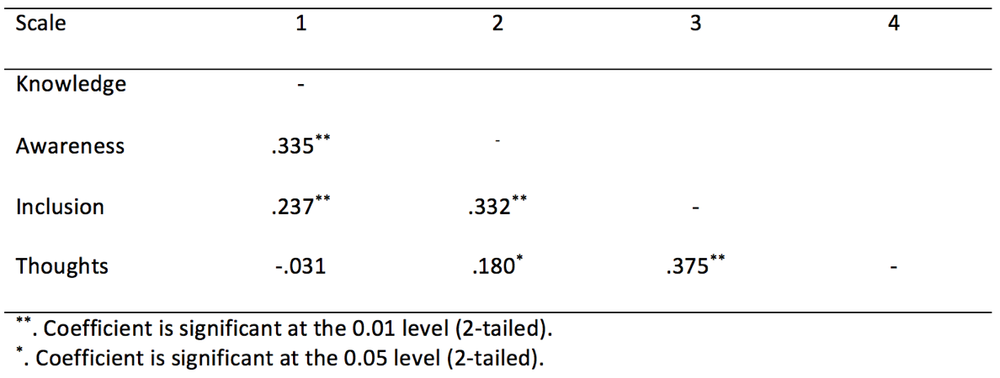 Scale 1 2 3 4
Knowledge -
Awareness .335** -
Inclusion .237** .332** -
Thoughts -.031 .180* .375** -
**. Coefficient is significant at the 0.01 level (2-tailed).
*. Coefficient is significant at the 0.05 level (2-tailed).